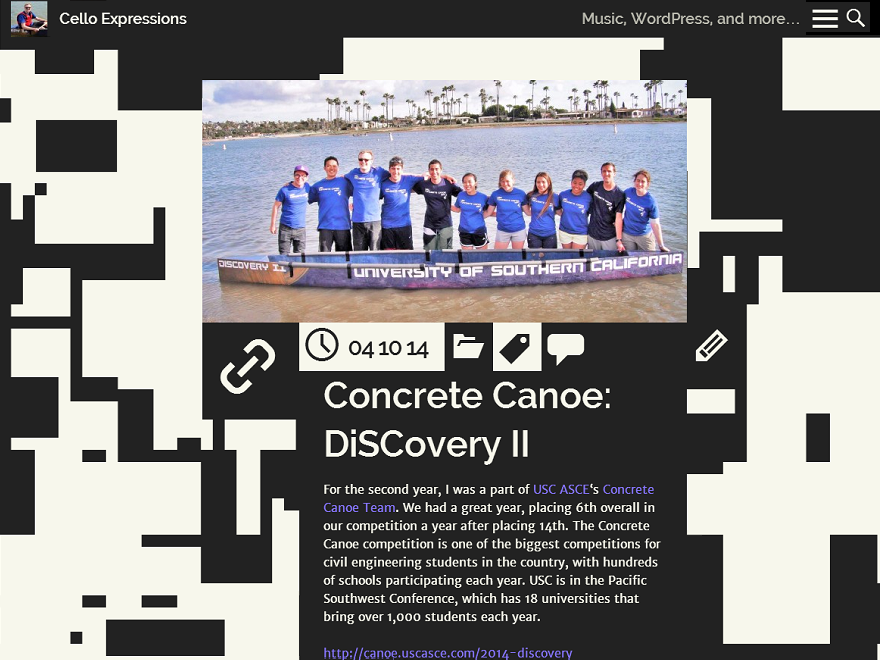 Cello Expressions
Music, WordPress, and more…
DISCOVERY II
UNIVERSITY OF SOUTHERN CALIFORNIA
04 10 14
Concrete Canoe:
DiSCovery II
For the second year, I was a part of USC ASCE‘s Concrete
Canoe Team. We had a great year, placing 6th overall in
our competition a year after placing 14th. The Concrete
Canoe competition is one of the biggest competitions for
civil engineering students in the country, with hundreds
of schools participating each year. USC is in the Pacific
Southwest Conference, which has 18 universities that
bring over 1,000 students each year.
http://canoe.uscasce.com/2014-discovery